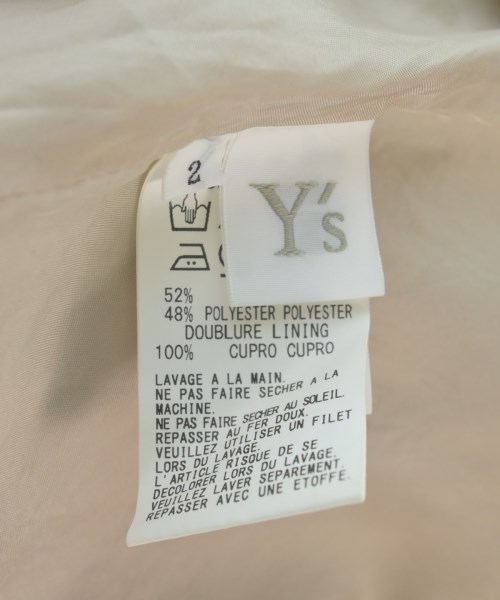 2
Y's
52%
48% POLYESTER POLYESTER
DOUBLURE LINING
100% CUPRO CUPRO
LAVAGE A LA MAIN.
NE PAS FAIRE SECHER A LA
MACHINE.
NE PAS FAIRE SECHER AU SOLEIL.
REPASSER AU FER DOUX.
VEUILLEZ UTILISER UN FILET
LORS DU LAVAGE.
L'ARTICLE RISQUE DE SE
DECOLORER LORS DU LAVAGE.
VEUILLEZ LAVER SEPAREMENT.
REPASSER AVEC UNE ETOFFE.